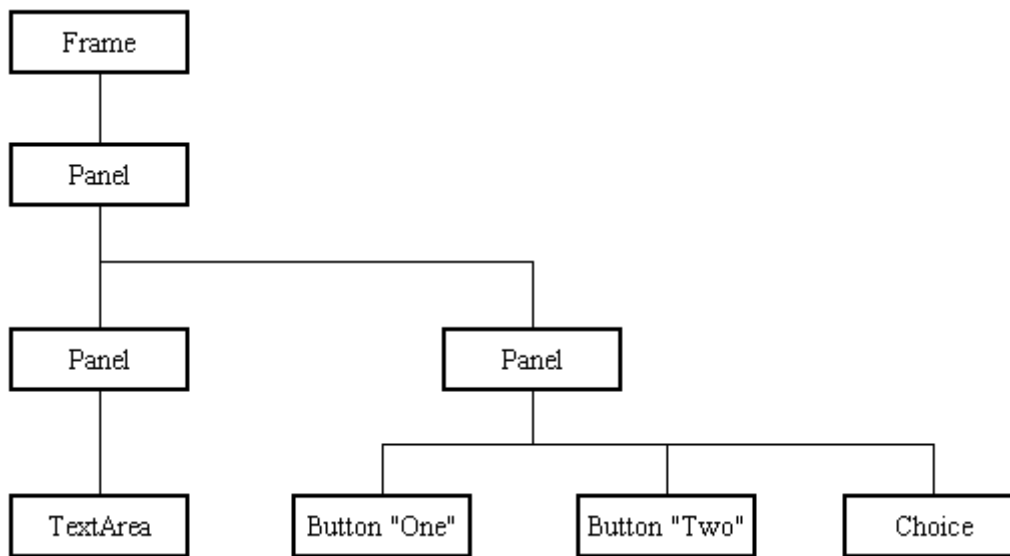 Frame
Panel
Panel
Panel
TextArea
Button "One"
Button "Two"
Choice